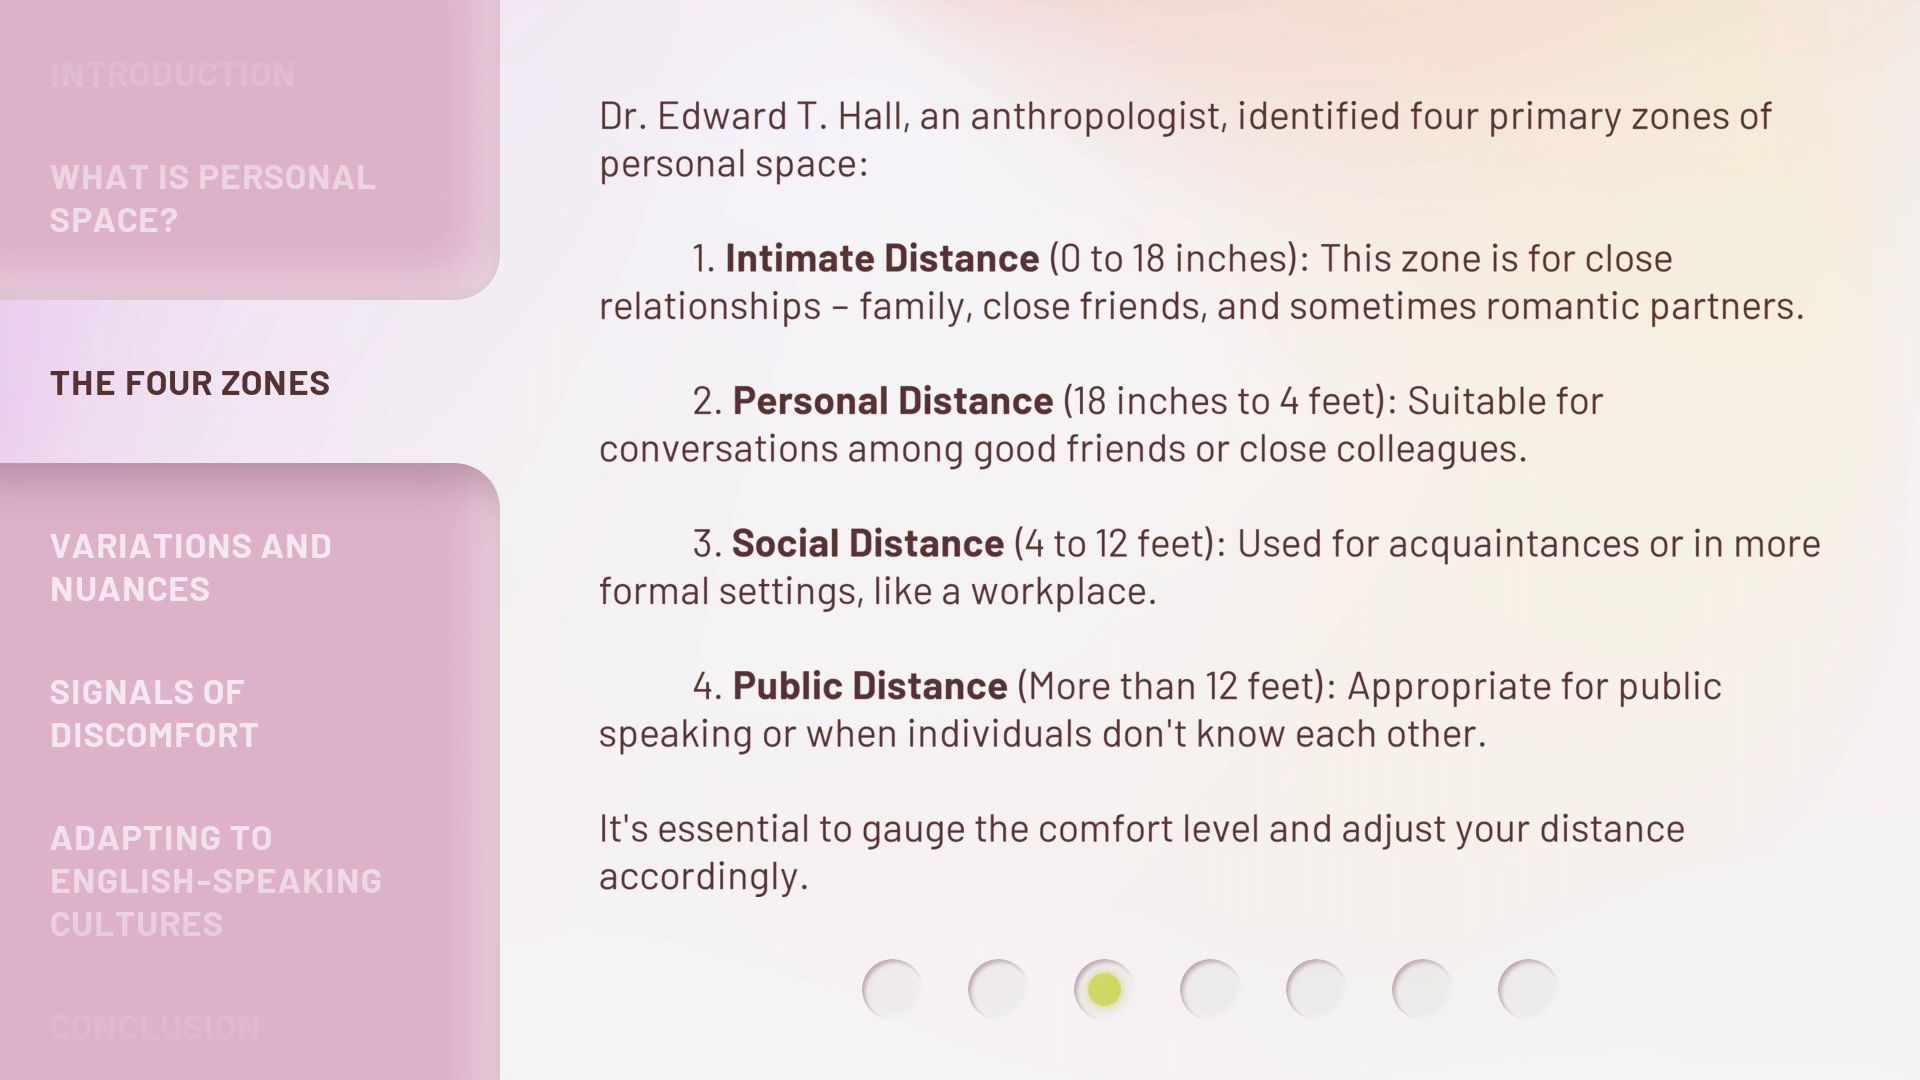 INTRODUCTION
WHAT IS PERSONAL
SPACE?
THE FOUR ZONES
VARIATIONS AND
NUANCES
SIGNALS OF
DISCOMFORT
ADAPTING TO
ENGLISH-SPEAKING
CULTURES
CONCLUSION
Dr. Edward T. Hall, an anthropologist, identified four primary zones of
personal space:
1. Intimate Distance (0 to 18 inches): This zone is for close
relationships – family, close friends, and sometimes romantic partners.
2. Personal Distance (18 inches to 4 feet): Suitable for
conversations among good friends or close colleagues.
3. Social Distance (4 to 12 feet): Used for acquaintances or in more
formal settings, like a workplace.
4. Public Distance (More than 12 feet): Appropriate for public
speaking or when individuals don't know each other.
It's essential to gauge the comfort level and adjust your distance
accordingly.